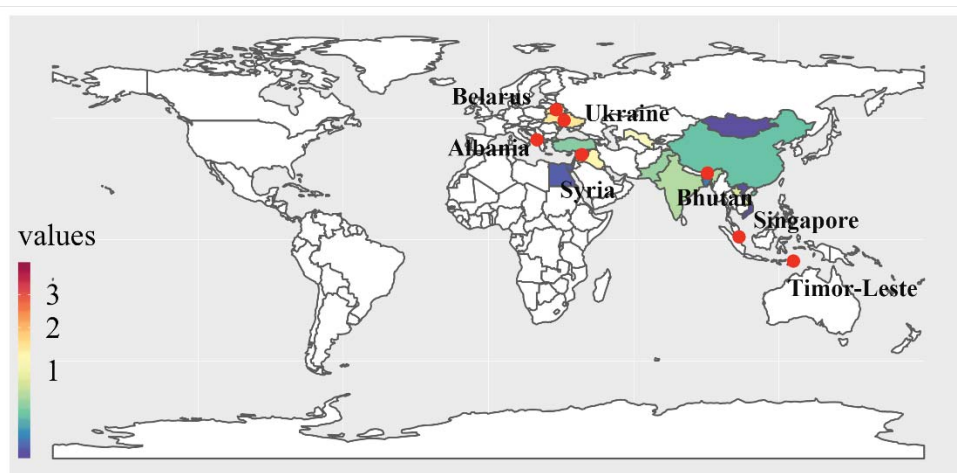 Belarus
Ukraine
Albania
Syria
Bhutan
Singapore
Timor-Leste
values
3
2
1